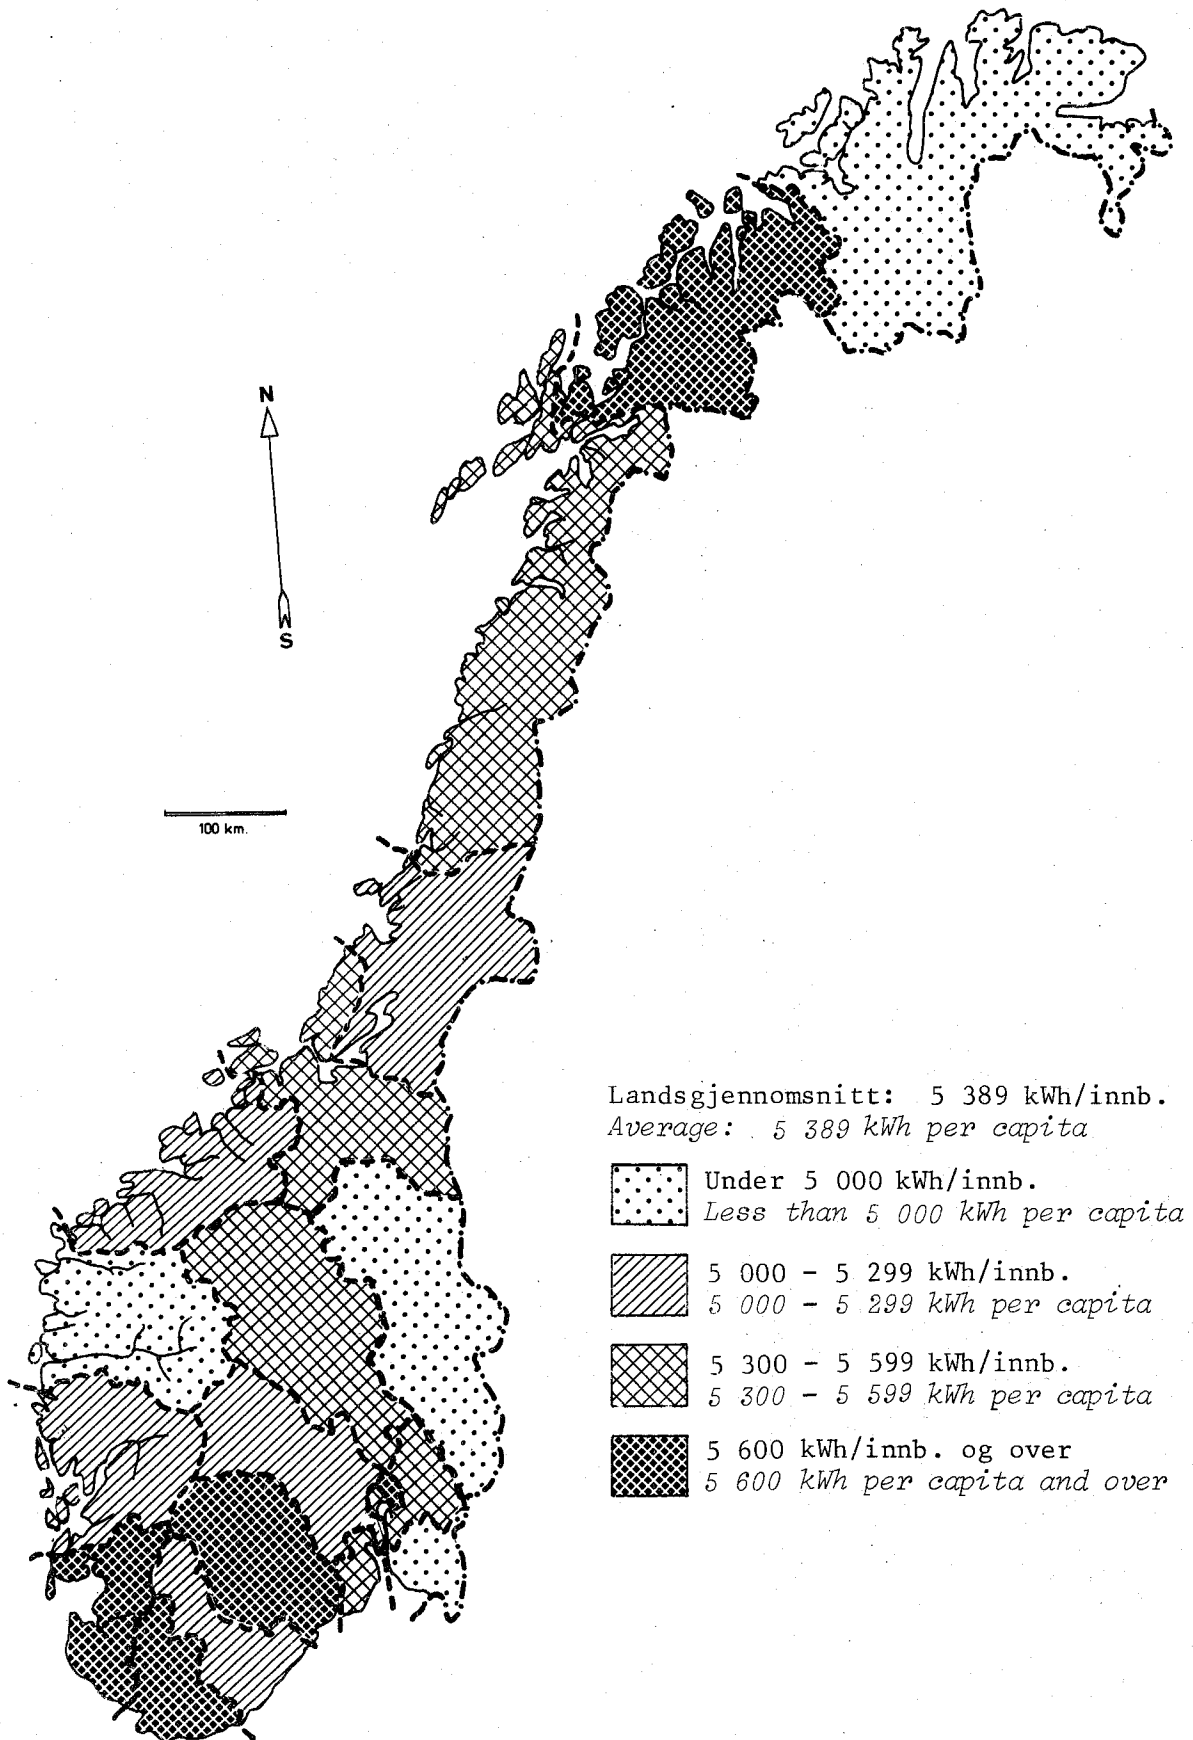 N
S
100 km.
Landsgjennomsnitt: 5 389 kWh/innb.
Average: 5 389 kWh per capita
Under 5 000 kWh/innb.
Less than 5 000 kWh per capita
5 000 - 5 299 kWh/innb.
5 000 - 5 299 kWh per capita
5 300 - 5 599 kWh/innb.
5 300 - 5 599 kWh per capita
5 600 kWh/innb. og over
5 600 kWh per capita and over